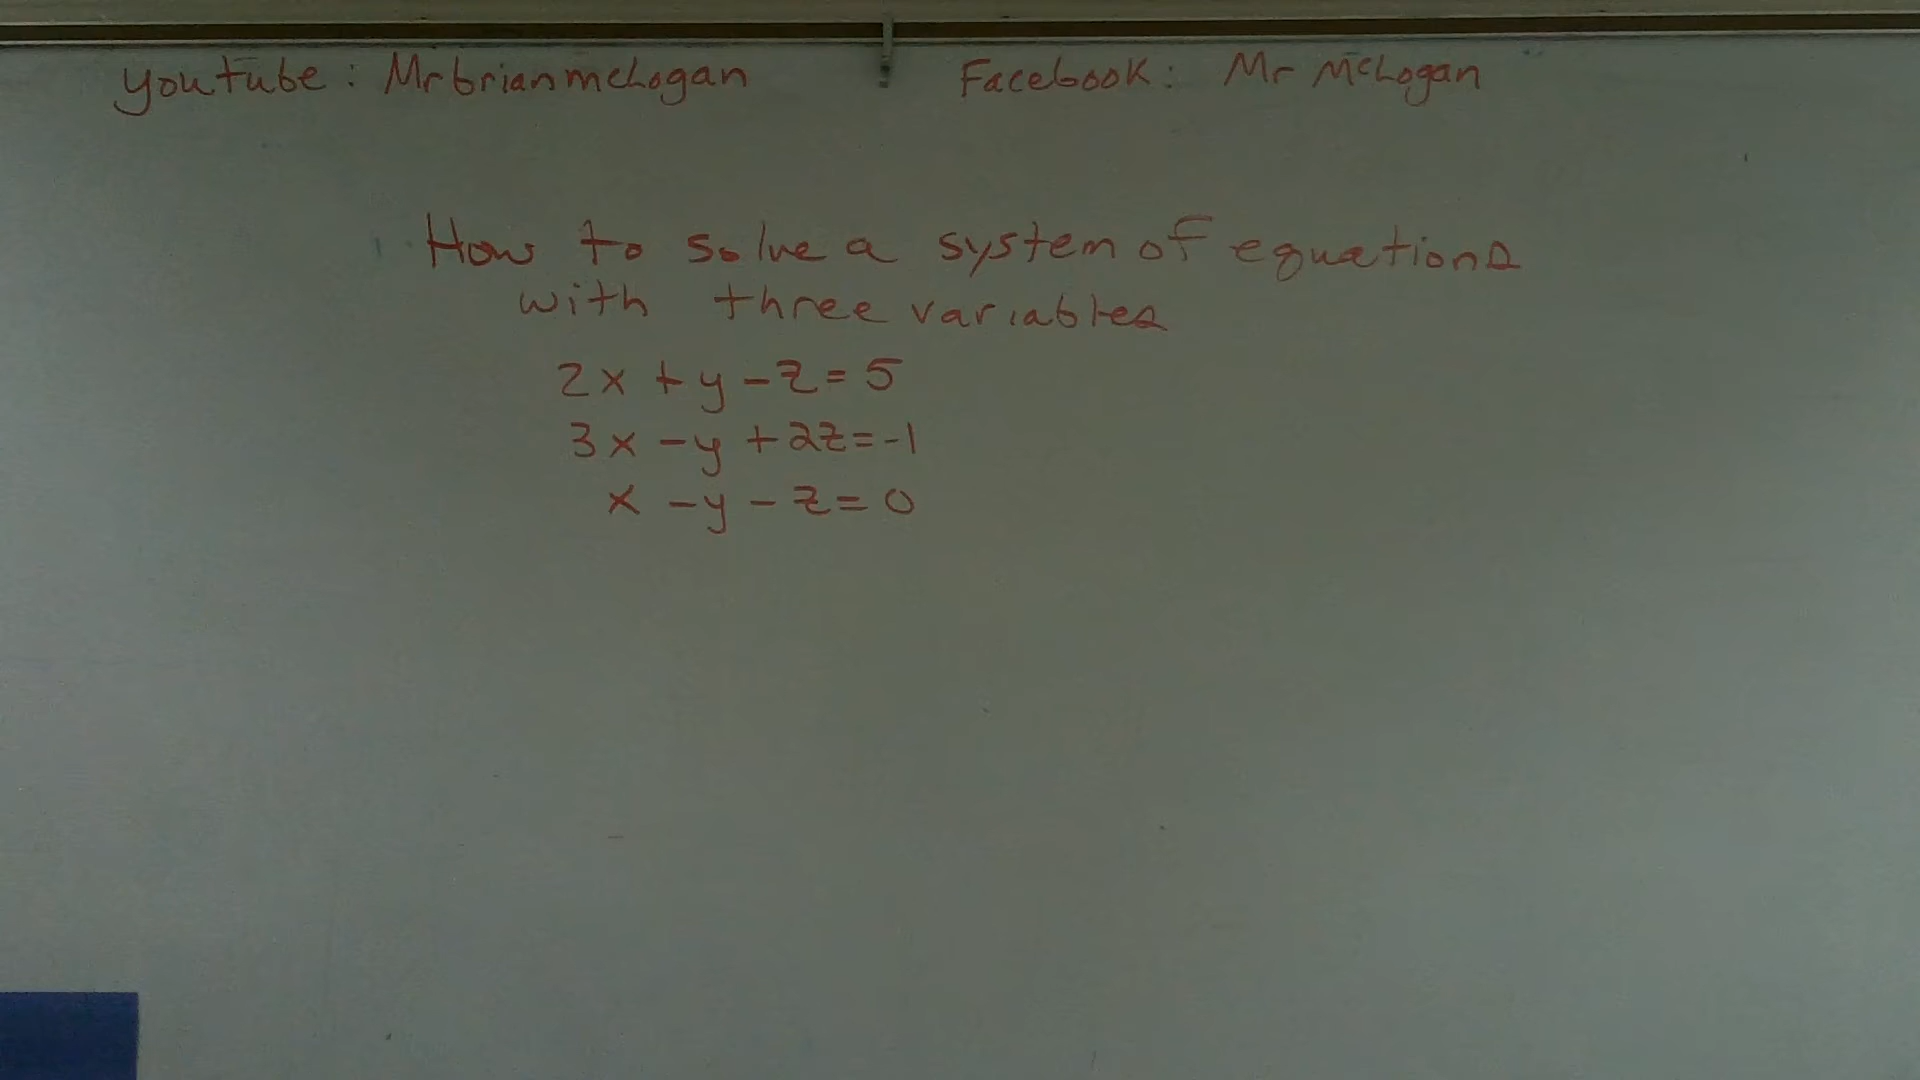 youtube: Mrbrianmclogan Facebook: Mr McLogan
How to solve a system of equations
with three variables
2x + y - z = 5
3x - y + 2z = -1
x - y - z = 0